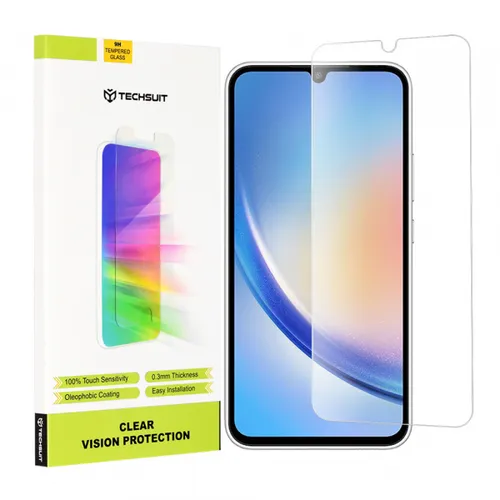 9H
TEMPERED
GLASS
TECHSUIT
100% Touch Sensitivity
0.3mm Thickness
Oleophobic Coating
Easy Installation
CLEAR
VISION PROTECTION
TECHSUIT